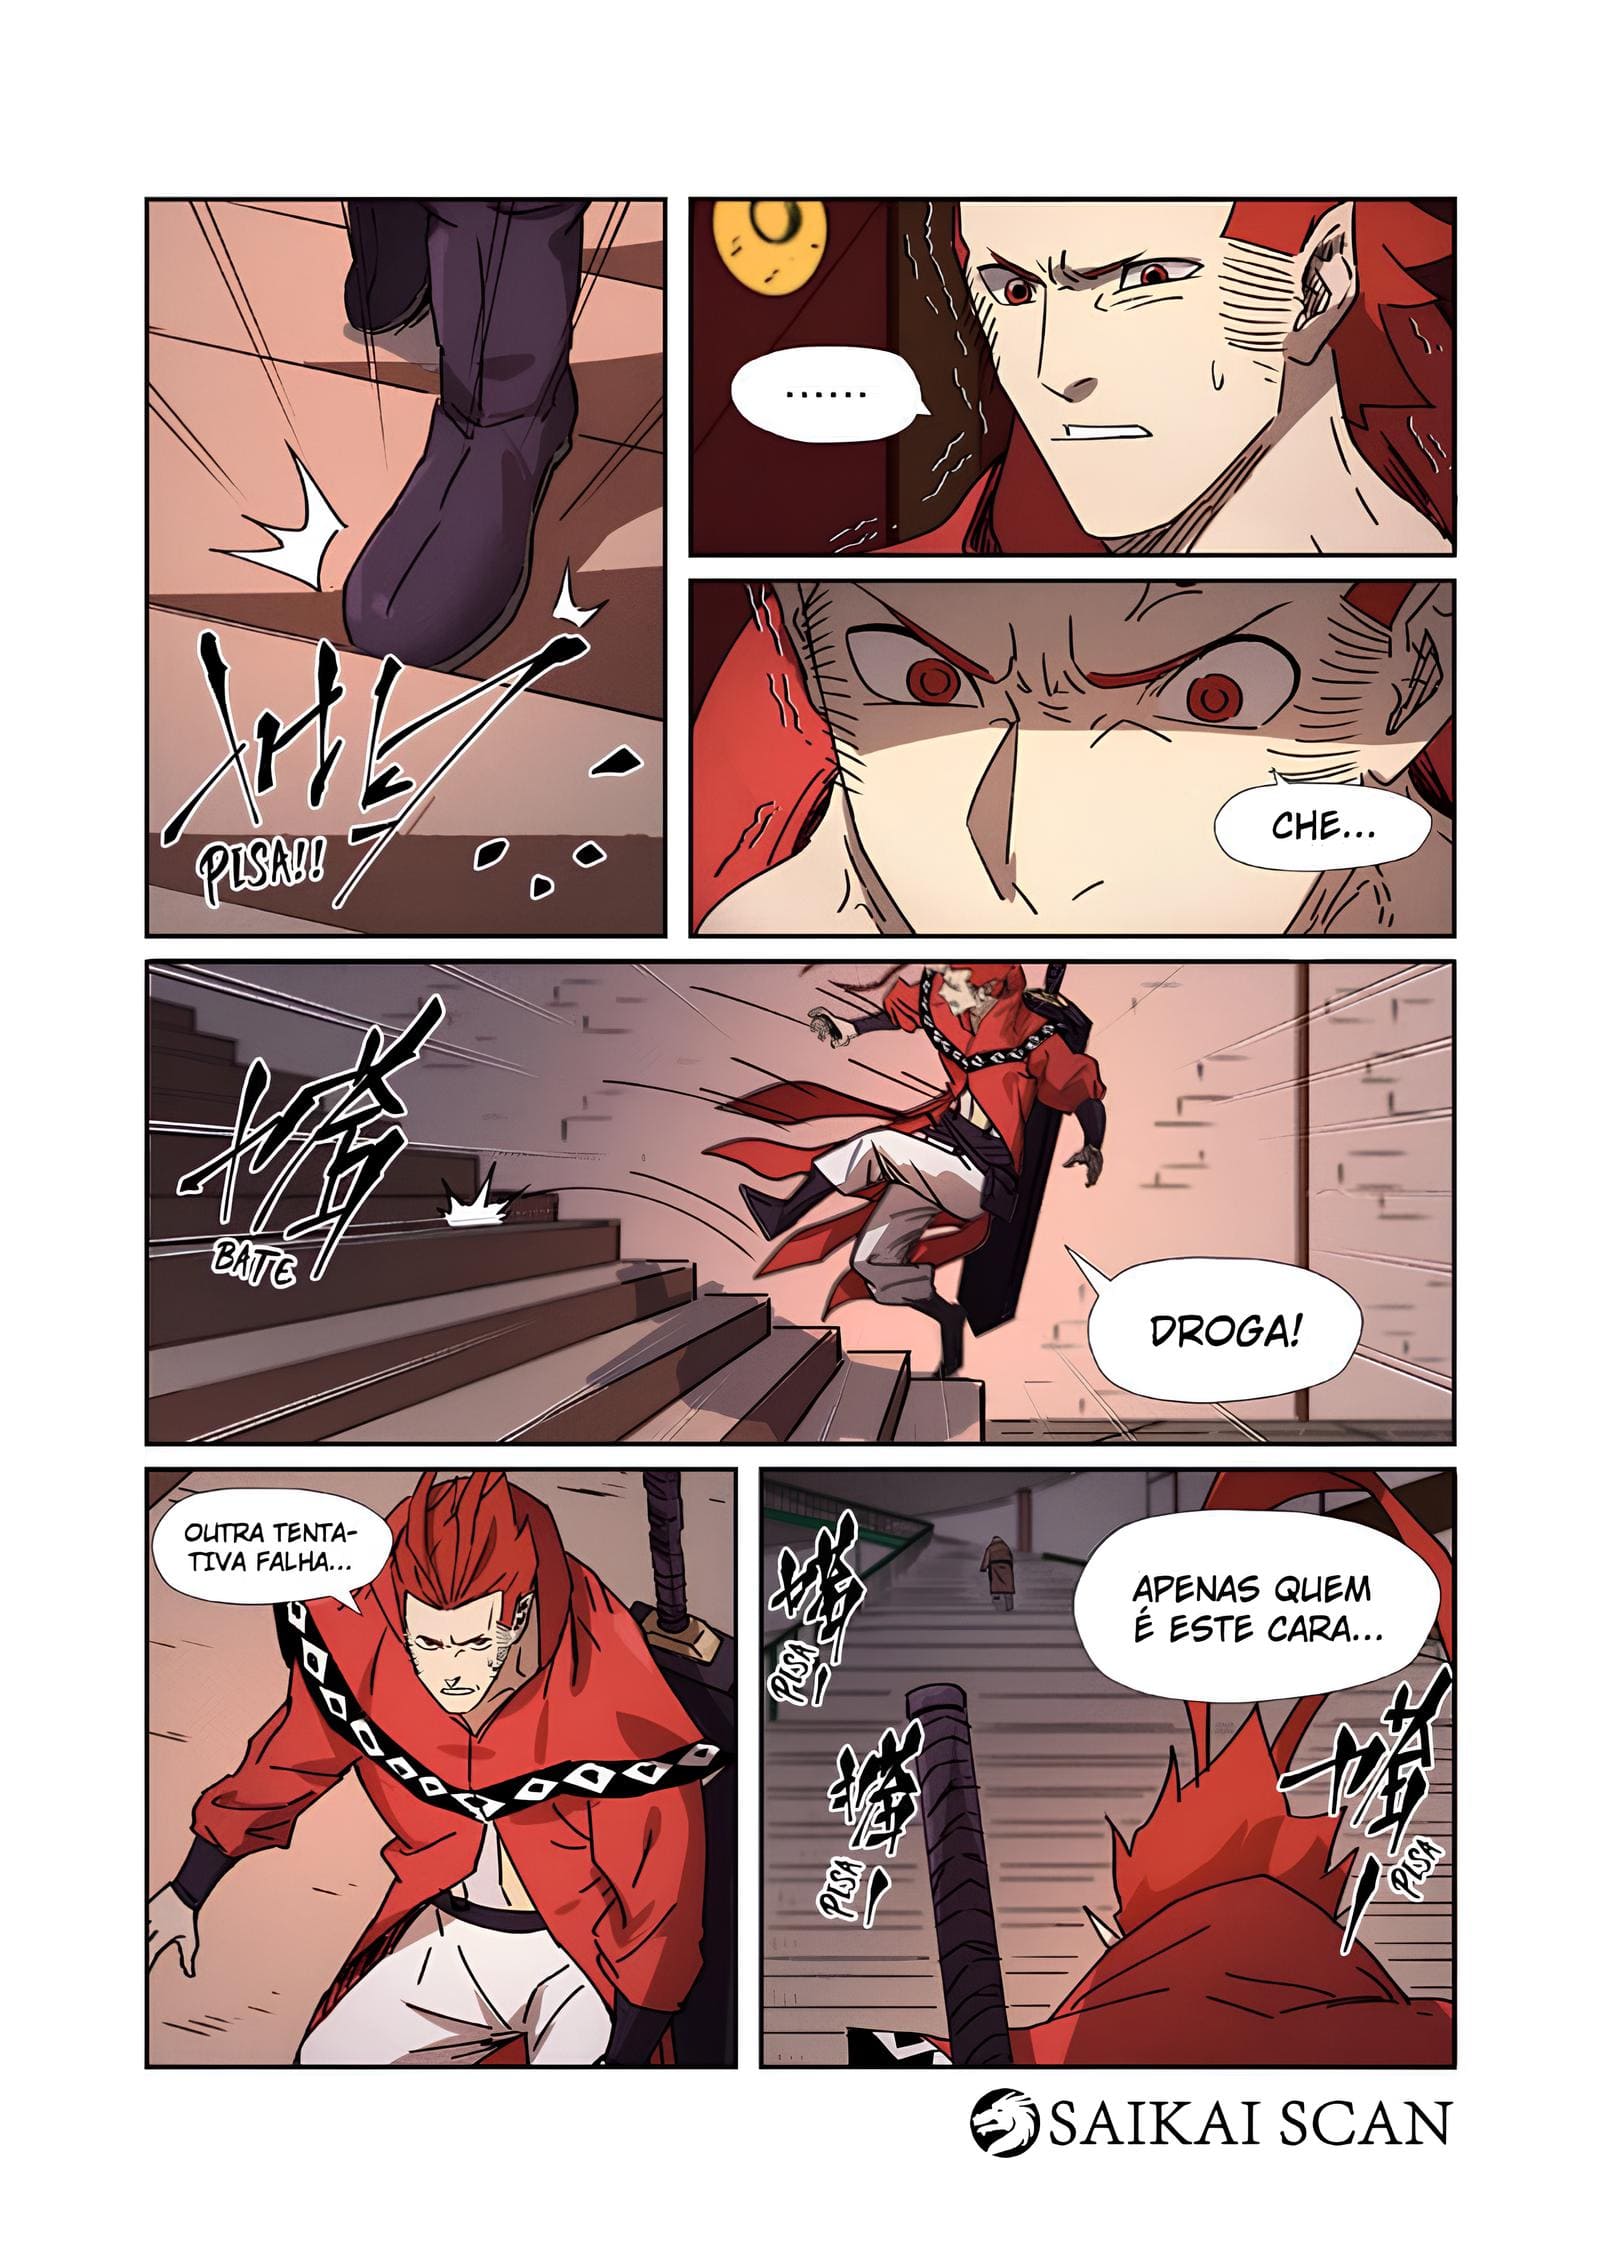 ......
PISA!!
CHE...
BATE
DROGA!
OUTRA TENTA-
TIVA FALHA...
APENAS QUEM
É ESTE CARA...
PISA
PISA
PISA
SAIKAI SCAN